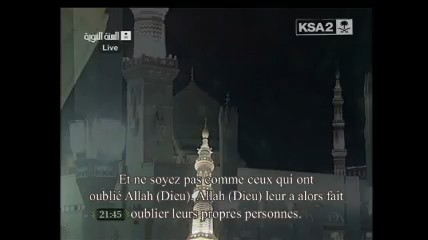 السنة النبوية
Live
KSA2
Et ne soyez pas comme ceux qui ont
oublié Allah (Dieu). Allah (Dieu) leur a alors fait
21:45
oublier leurs propres personnes.